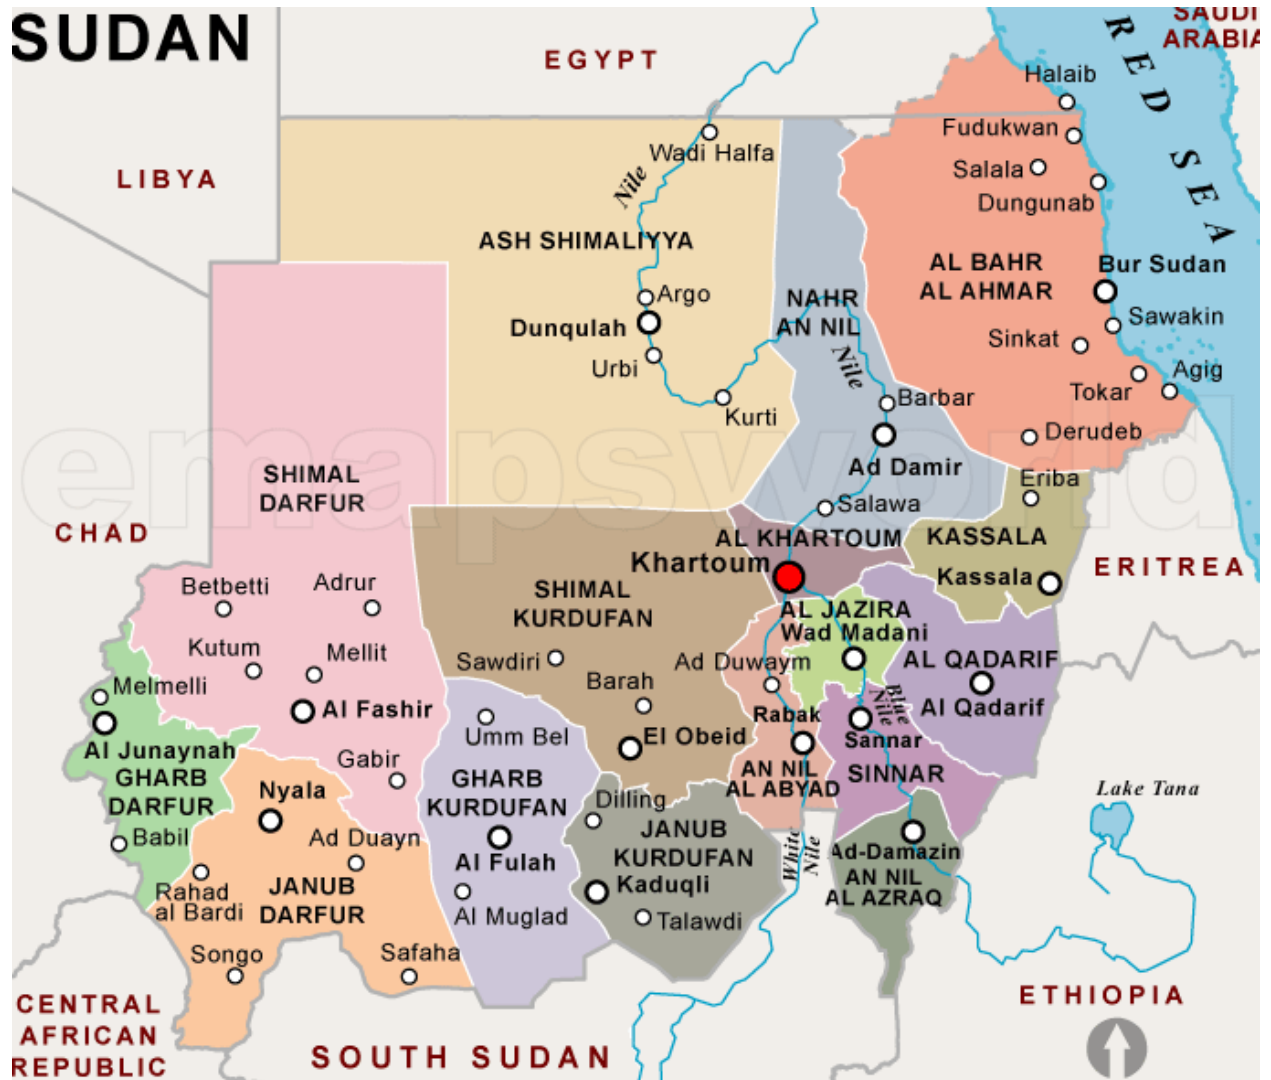 SUDAN
EGYPT
SAUDI
ARABIA
RED SEA
LIBYA
Halaib
Fudukwan
Salala
Dungunab
Wadi Halfa
Nile
ASH SHIMALIYYA
AL BAHR
AL AHMAR
Bur Sudan
NAHR
AN NIL
Argo
Dunqulah
Urbi
Kurti
Nile
Sawakin
Sinkat
Agig
Tokar
Derudeb
Barbar
Ad Damir
Salawa
emapsworld
SHIMAL
DARFUR
CHAD
Eriba
KASSALA
Kassala
ERITREA
AL KHARTOUM
Khartoum
Betbetti
Adrur
Kutum
Mellit
Al Fashir
Gabir
SHIMAL
KURDUFAN
Sawdiri
Barah
El Obeid
AL JAZIRA
Wad Madani
Ad Duwaym
AL QADARIF
Al Qadarif
Blue
Nile
Rabak
Sannar
SINNAR
AN NIL
AL ABYAD
Melmelli
Al Junaynah
GHARB
DARFUR
Babil
Umm Bel
GHARB
KURDUFAN
Al Fulah
Al Muglad
Nyala
Ad Duayn
Rahad
al Bardi
JANUB
DARFUR
Songo
Safaha
Dilling
JANUB
KURDUFAN
Kaduqli
Talawdi
White
Nile
Ad-Damazin
AN NIL
AL AZRAQ
Lake Tana
ETHIOPIA
CENTRAL
AFRICAN
REPUBLIC
SOUTH SUDAN